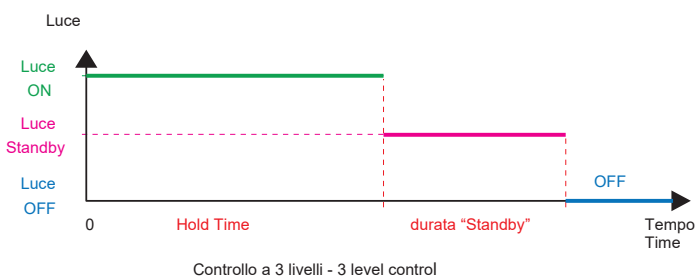 Luce
Luce
ON
Luce
Standby
Luce
OFF
OFF
0
Hold Time
durata “Standby”
Tempo
Time
Controllo a 3 livelli - 3 level control